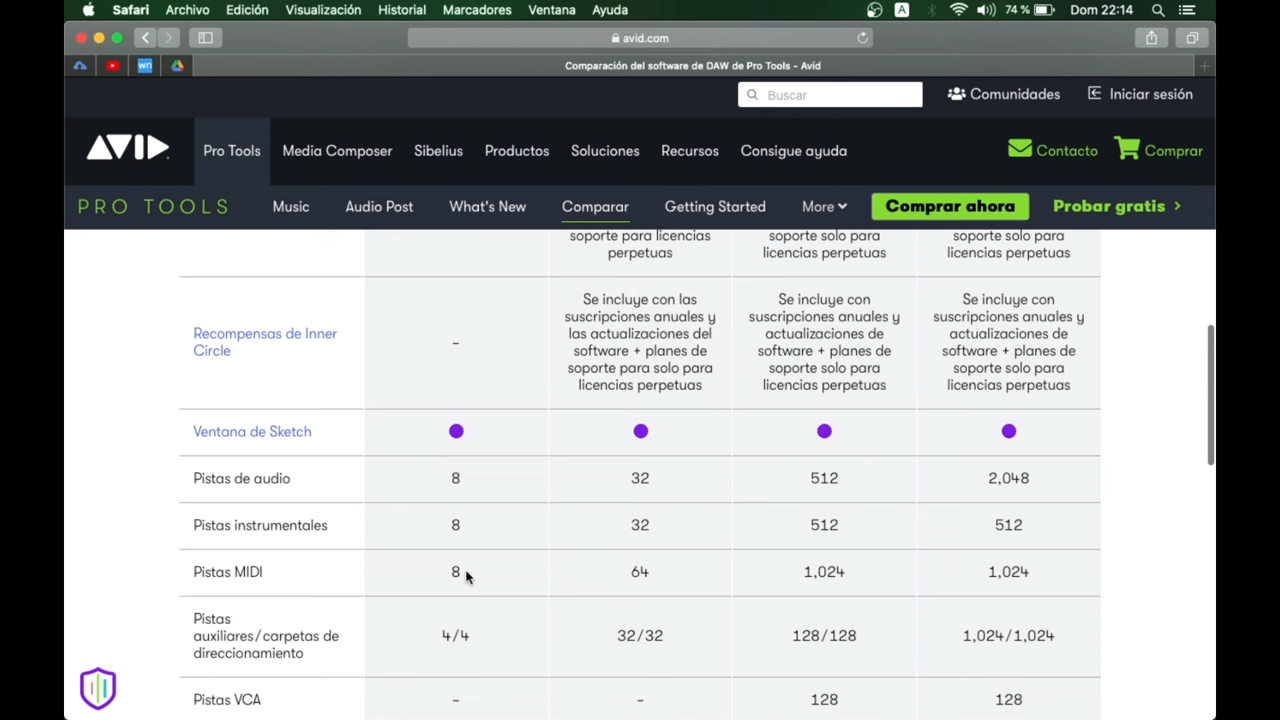 Safari Archivo Edición Visualización Historial Marcadores Ventana Ayuda A 74 % Dom 22:14
avid.com
wn Comparación del software de DAW de Pro Tools - Avid
Buscar Comunidades Iniciar sesión
AVID Pro Tools Media Composer Sibelius Productos Soluciones Recursos Consigue ayuda Contacto Comprar
PRO TOOLS Music Audio Post What's New Comparar Getting Started More Comprar ahora Probar gratis >
soporte para licencias
perpetuas
soporte solo para
licencias perpetuas
soporte solo para
licencias perpetuas
Recompensas de Inner
Circle
-
Se incluye con las
suscripciones anuales y
las actualizaciones del
software + planes de
soporte para solo para
licencias perpetuas
Se incluye con
suscripciones anuales y
actualizaciones de
software + planes de
soporte solo para
licencias perpetuas
Se incluye con
suscripciones anuales y
actualizaciones de
software + planes de
soporte solo para
licencias perpetuas
Ventana de Sketch
Pistas de audio 8 32 512 2,048
Pistas instrumentales 8 32 512 512
Pistas MIDI 8 64 1,024 1,024
Pistas
auxiliares/carpetas de
direccionamiento
4/4 32/32 128/128 1,024/1,024
Pistas VCA - - 128 128